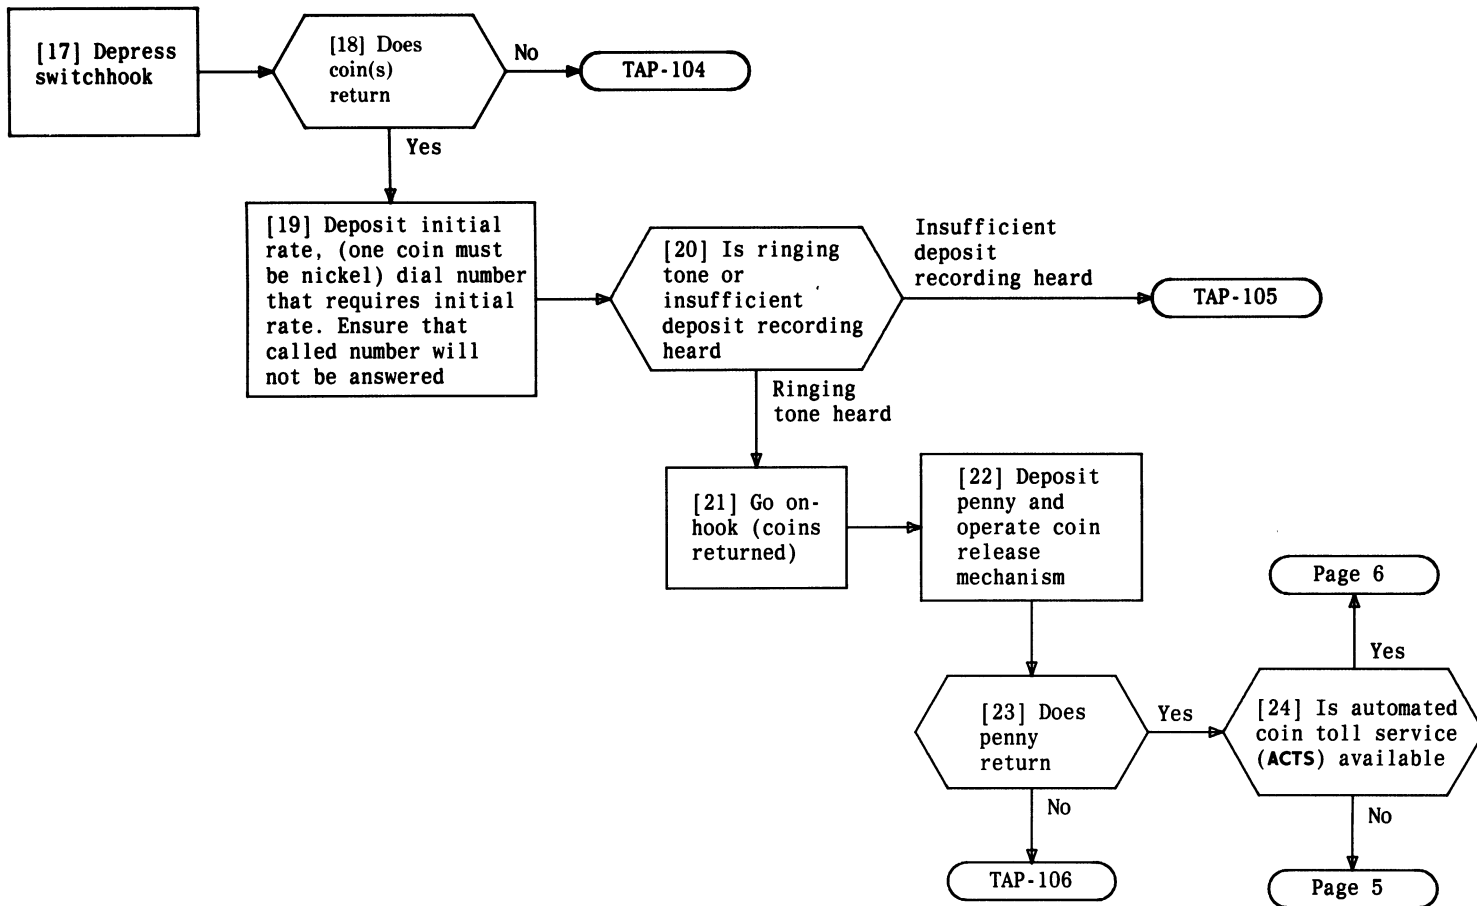 [17] Depress
switchhook
[18] Does
coin(s)
return
No
TAP-104
Yes
[19] Deposit initial
rate, (one coin must
be nickel) dial number
that requires initial
rate. Ensure that
called number will
not be answered
[20] Is ringing
tone or
insufficient
deposit recording
heard
Insufficient
deposit
recording heard
TAP-105
Ringing
tone heard
[21] Go on-
hook (coins
returned)
[22] Deposit
penny and
operate coin
release
mechanism
[23] Does
penny
return
Yes
No
TAP-106
[24] Is automated
coin toll service
(ACTS) available
Yes
Page 6
No
Page 5